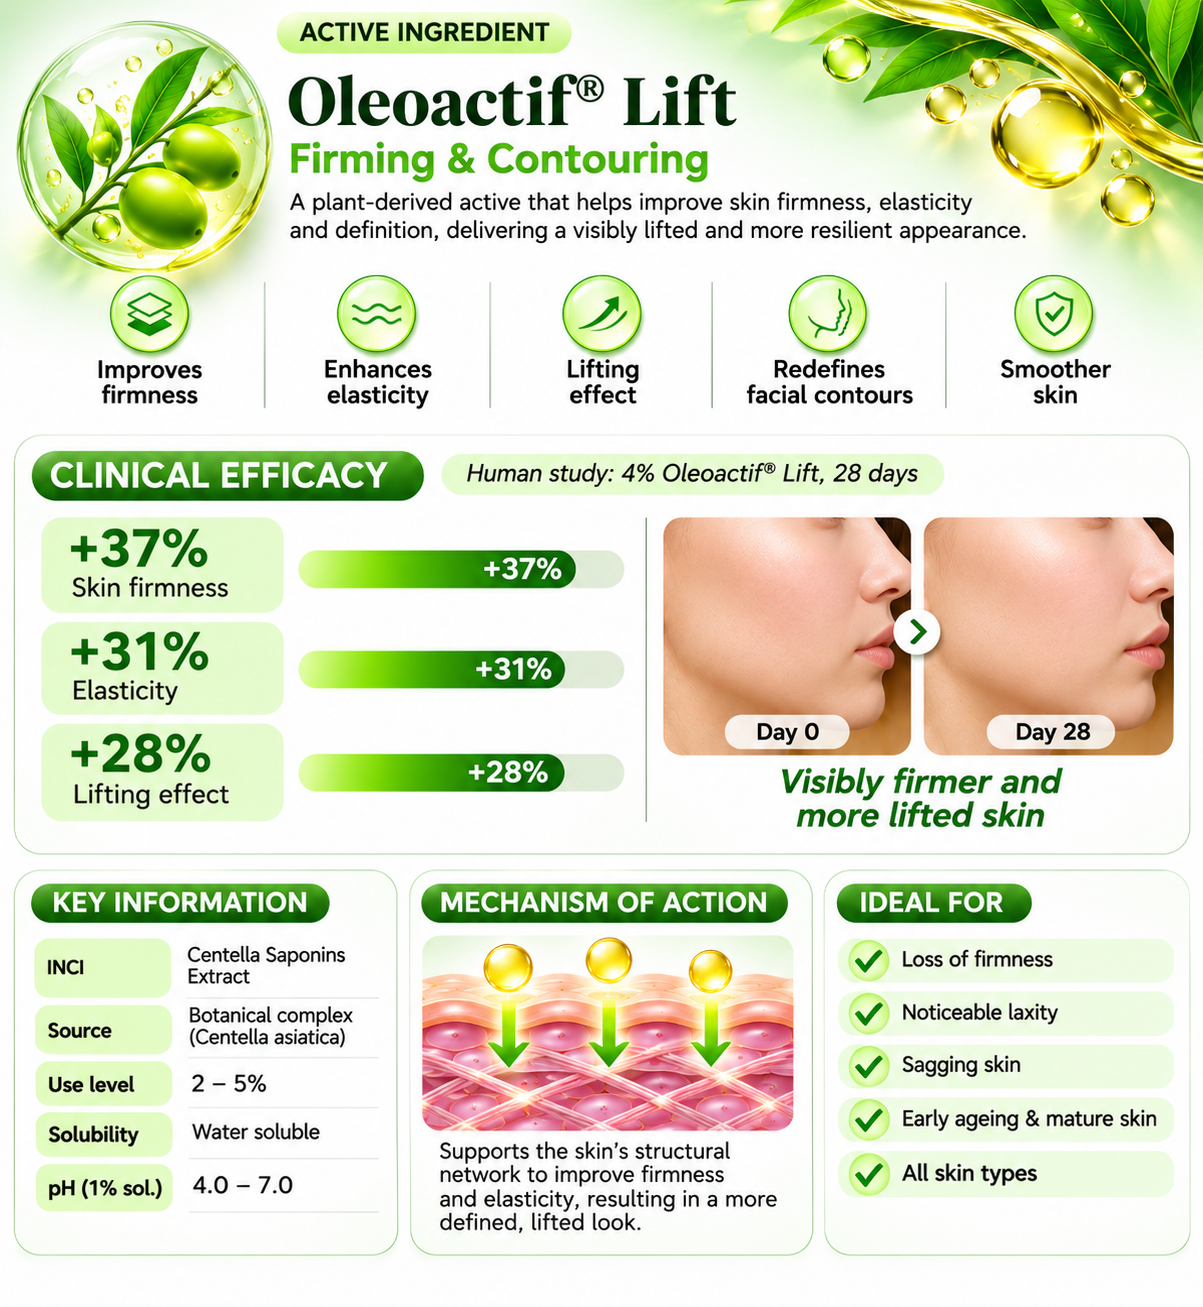 ACTIVE INGREDIENT
Oleoactif® Lift
Firming & Contouring
A plant-derived active that helps improve skin firmness, elasticity
and definition, delivering a visibly lifted and more resilient appearance.
Improves
firmness
Enhances
elasticity
Lifting
effect
Redefines
facial contours
Smoother
skin
CLINICAL EFFICACY
Human study: 4% Oleoactif® Lift, 28 days
+37%
Skin firmness
+37%
+31%
Elasticity
+31%
+28%
Lifting effect
+28%
Day 0
Day 28
Visibly firmer and
more lifted skin
KEY INFORMATION
INCI
Centella Saponins
Extract
Source
Botanical complex
(Centella asiatica)
Use level
2 – 5%
Solubility
Water soluble
pH (1% sol.)
4.0 – 7.0
MECHANISM OF ACTION
Supports the skin's structural
network to improve firmness
and elasticity, resulting in a more
defined, lifted look.
IDEAL FOR
Loss of firmness
Noticeable laxity
Sagging skin
Early ageing & mature skin
All skin types